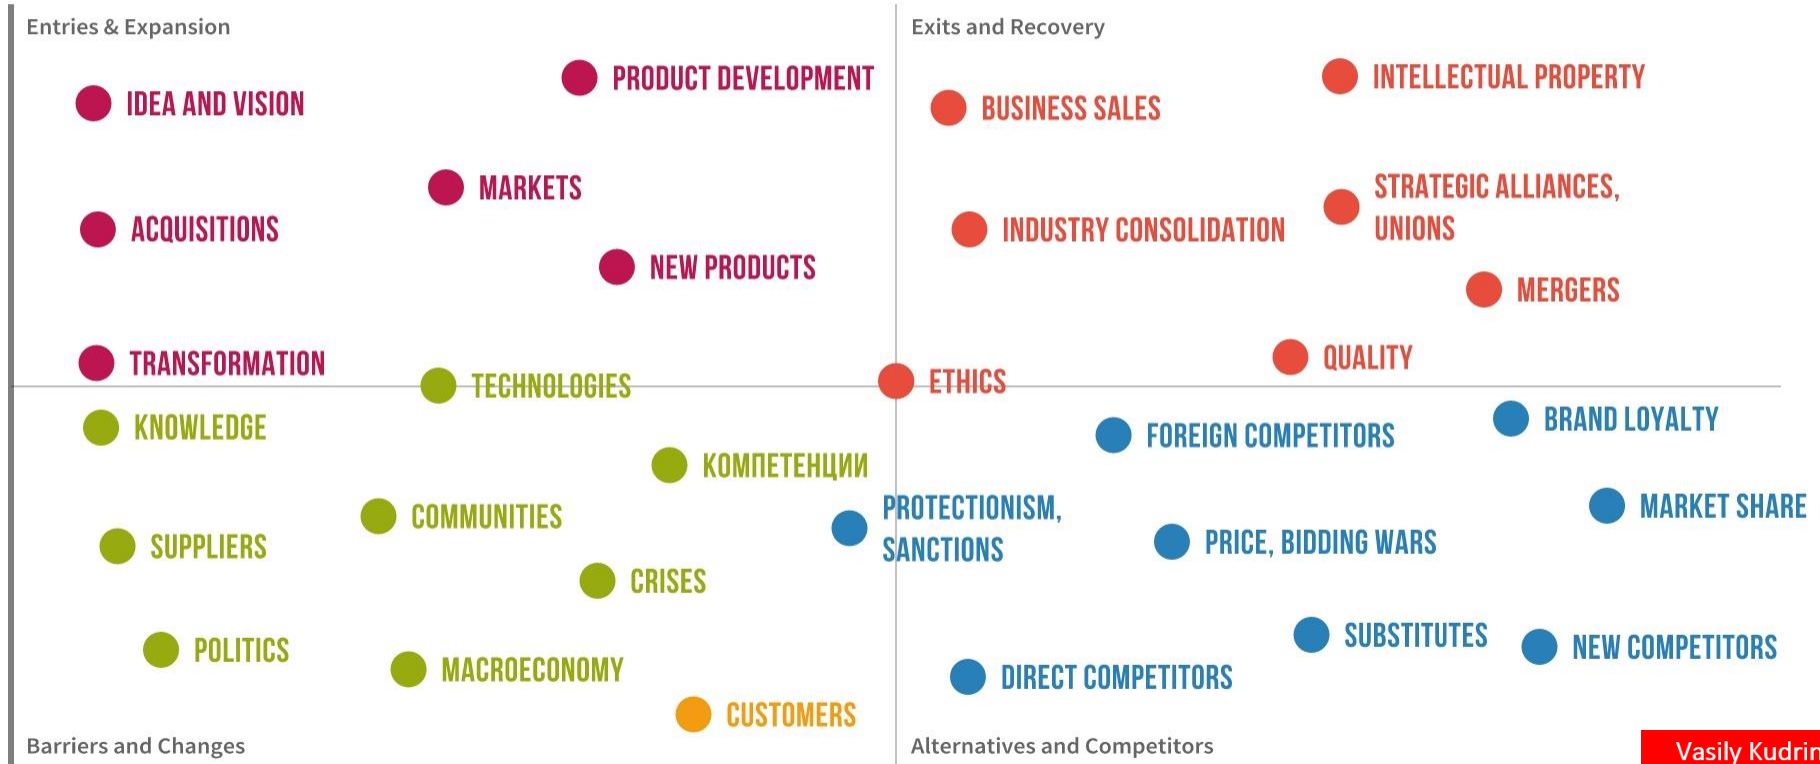 Entries & Expansion
IDEA AND VISION
PRODUCT DEVELOPMENT
MARKETS
ACQUISITIONS
NEW PRODUCTS
TRANSFORMATION
Exits and Recovery
BUSINESS SALES
INTELLECTUAL PROPERTY
STRATEGIC ALLIANCES,
UNIONS
INDUSTRY CONSOLIDATION
MERGERS
QUALITY
ETHICS
TECHNOLOGIES
KNOWLEDGE
КОМПЕТЕНЦИИ
COMMUNITIES
SUPPLIERS
CRISES
POLITICS
MACROECONOMY
CUSTOMERS
Barriers and Changes
FOREIGN COMPETITORS
BRAND LOYALTY
PROTECTIONISM,
SANCTIONS
MARKET SHARE
PRICE, BIDDING WARS
SUBSTITUTES
NEW COMPETITORS
DIRECT COMPETITORS
Alternatives and Competitors
Vasily Kudrin